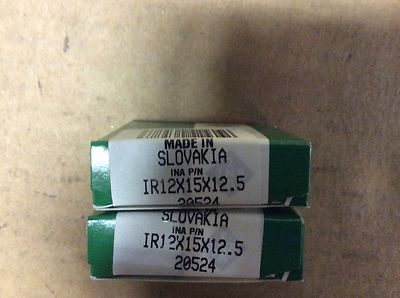 MADE IN
SLOVAKIA
INA P/N
IR12X15X12.5
20524
SLOVAKIA
INA P/N
IR12X15X12.5
20524